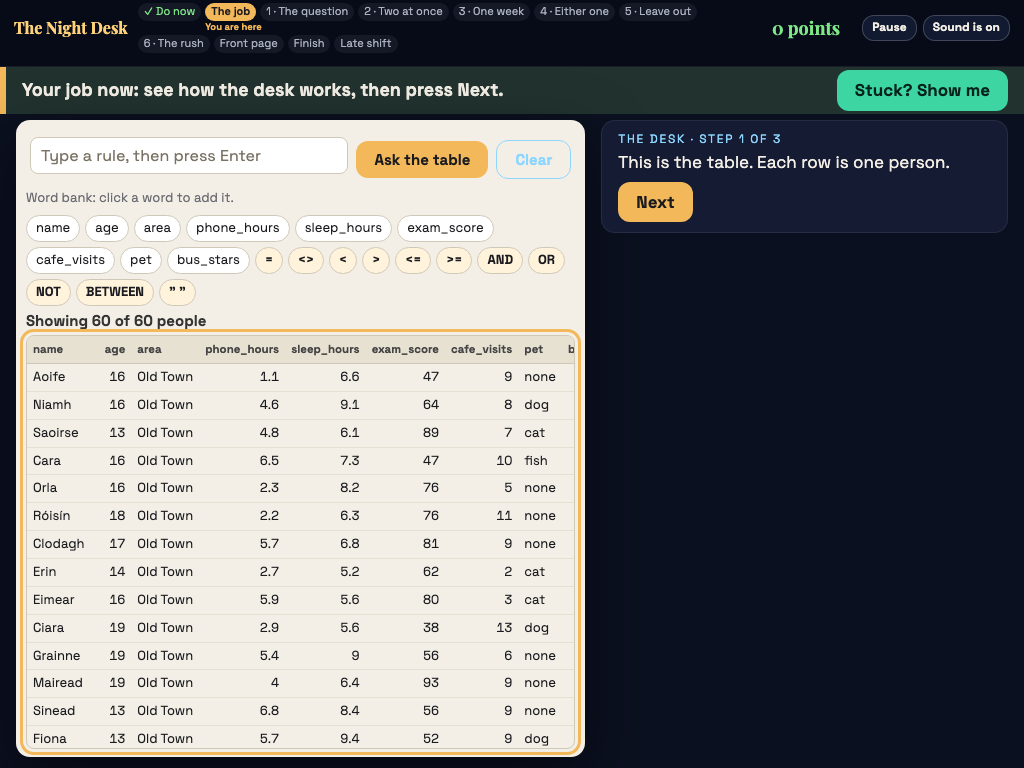 The Night Desk
✓ Do now
The job
1 · The question
2 · Two at once
3 · One week
4 · Either one
5 · Leave out
You are here
6 · The rush
Front page
Finish
Late shift
0 points
Pause
Sound is on
Your job now: see how the desk works, then press Next.
Stuck? Show me
Type a rule, then press Enter
Ask the table
Clear
Word bank: click a word to add it.
name age area phone_hours sleep_hours exam_score
cafe_visits pet bus_stars = <> < > <= >= AND OR
NOT BETWEEN " "
Showing 60 of 60 people
name age area phone_hours sleep_hours exam_score cafe_visits pet b
Aoife 16 Old Town 1.1 6.6 47 9 none
Niamh 16 Old Town 4.6 9.1 64 8 dog
Saoirse 13 Old Town 4.8 6.1 89 7 cat
Cara 16 Old Town 6.5 7.3 47 10 fish
Orla 16 Old Town 2.3 8.2 76 5 none
Róisín 18 Old Town 2.2 6.3 76 11 none
Clodagh 17 Old Town 5.7 6.8 81 9 none
Erin 14 Old Town 2.7 5.2 62 2 cat
Eimear 16 Old Town 5.9 5.6 80 3 cat
Ciara 19 Old Town 2.9 5.6 38 13 dog
Grainne 19 Old Town 5.4 9 56 6 none
Mairead 19 Old Town 4 6.4 93 9 none
Sinead 13 Old Town 6.8 8.4 56 9 none
Fiona 13 Old Town 5.7 9.4 52 9 dog
THE DESK · STEP 1 OF 3
This is the table. Each row is one person.
Next